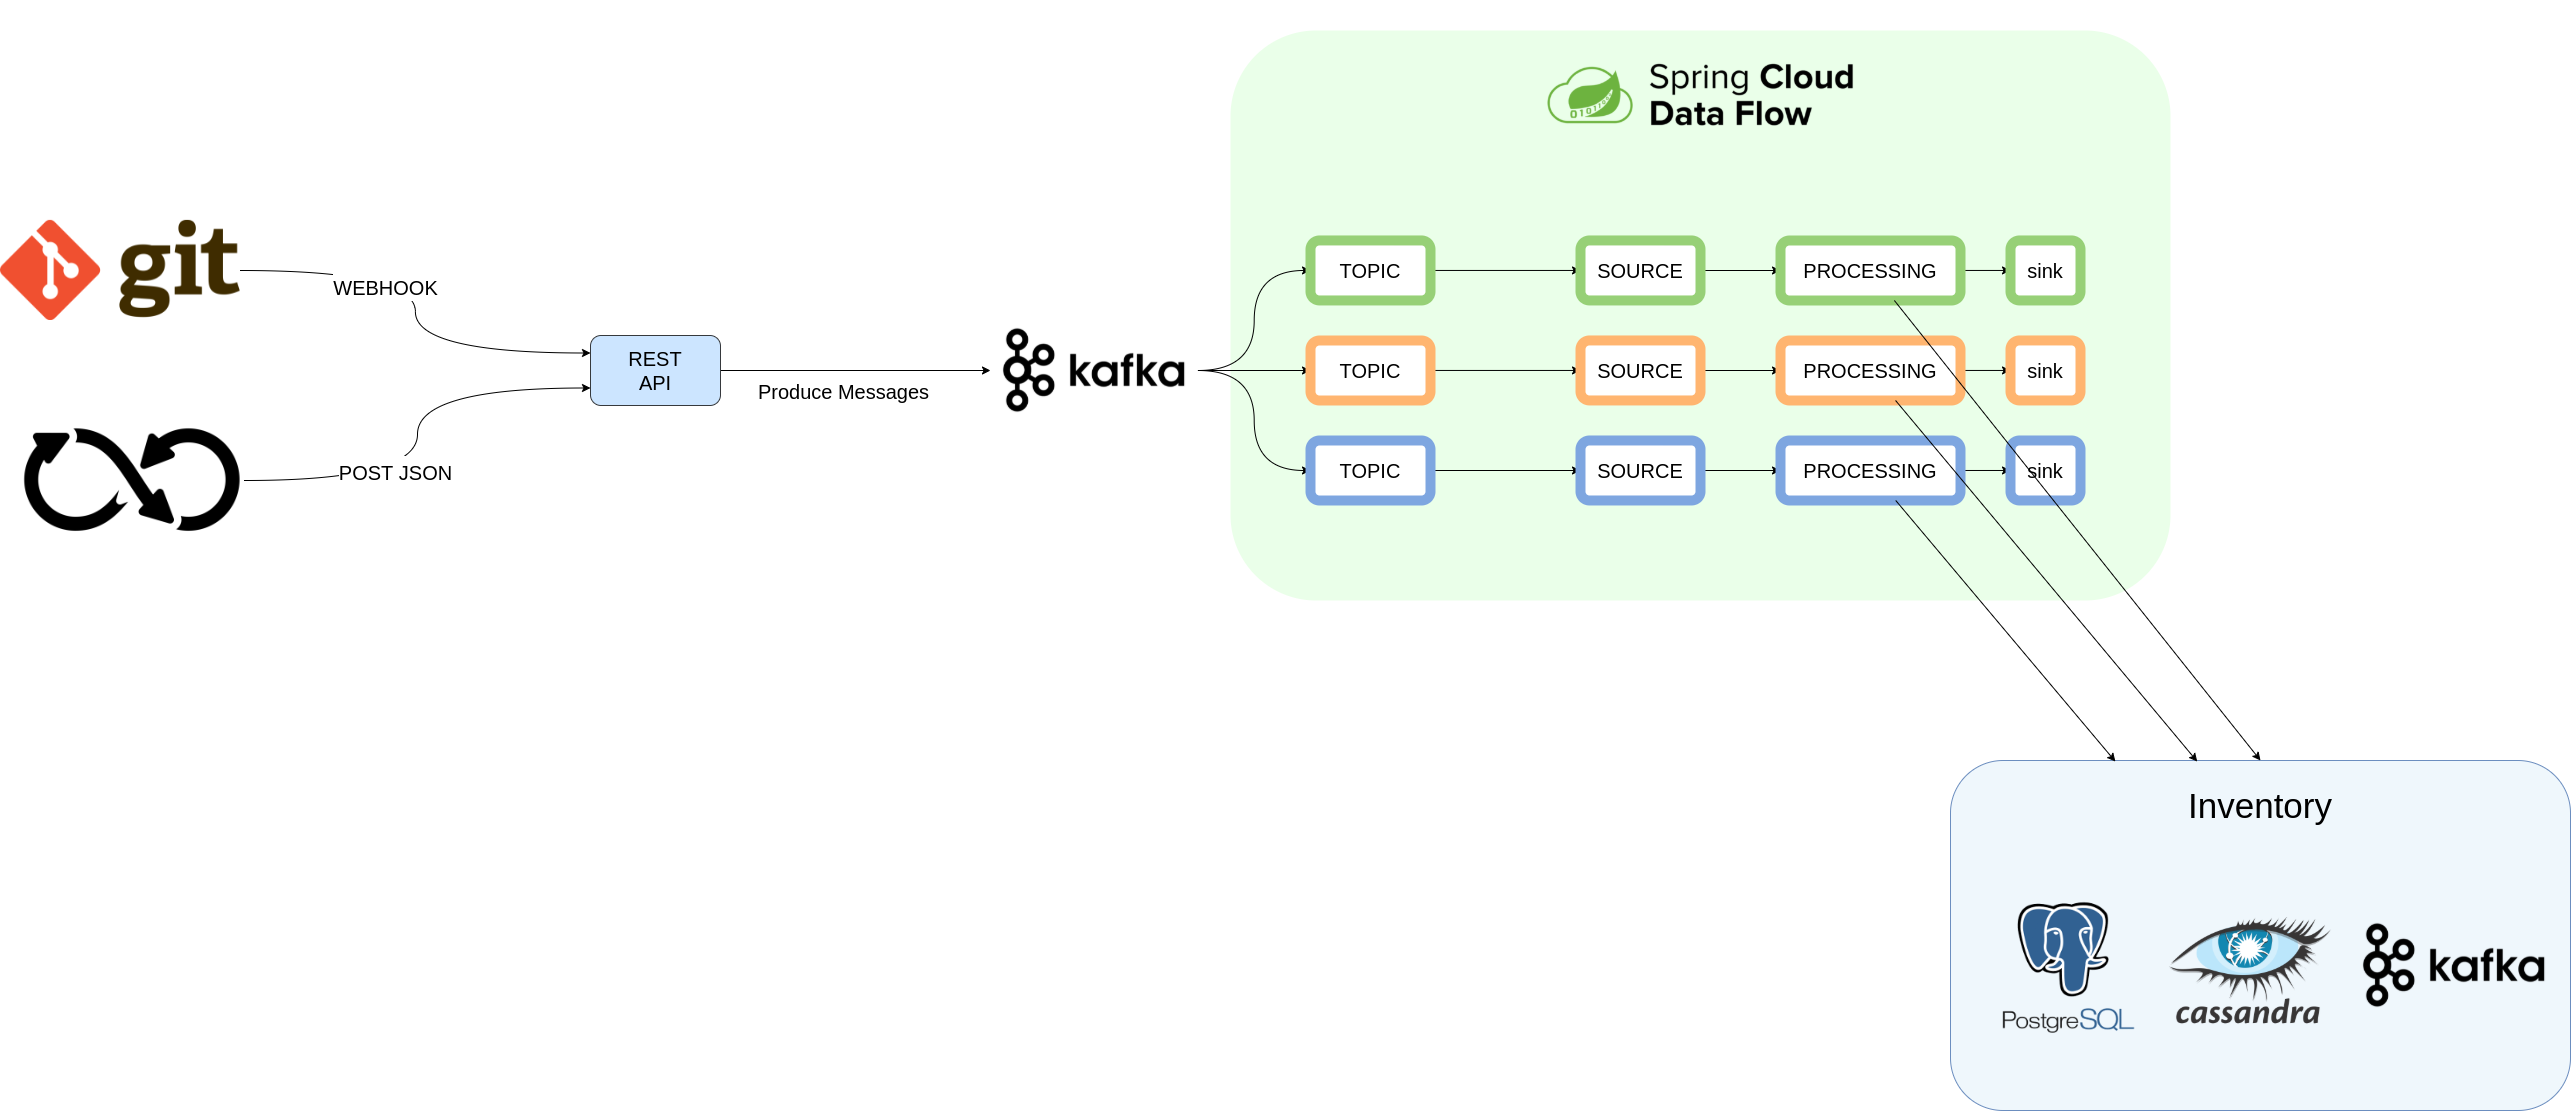 Spring Cloud
Data Flow
git
WEBHOOK
REST
API
POST JSON
Produce Messages
kafka
TOPIC
SOURCE
PROCESSING
sink
TOPIC
SOURCE
PROCESSING
sink
TOPIC
SOURCE
PROCESSING
sink
Inventory
PostgreSQL
cassandra
kafka